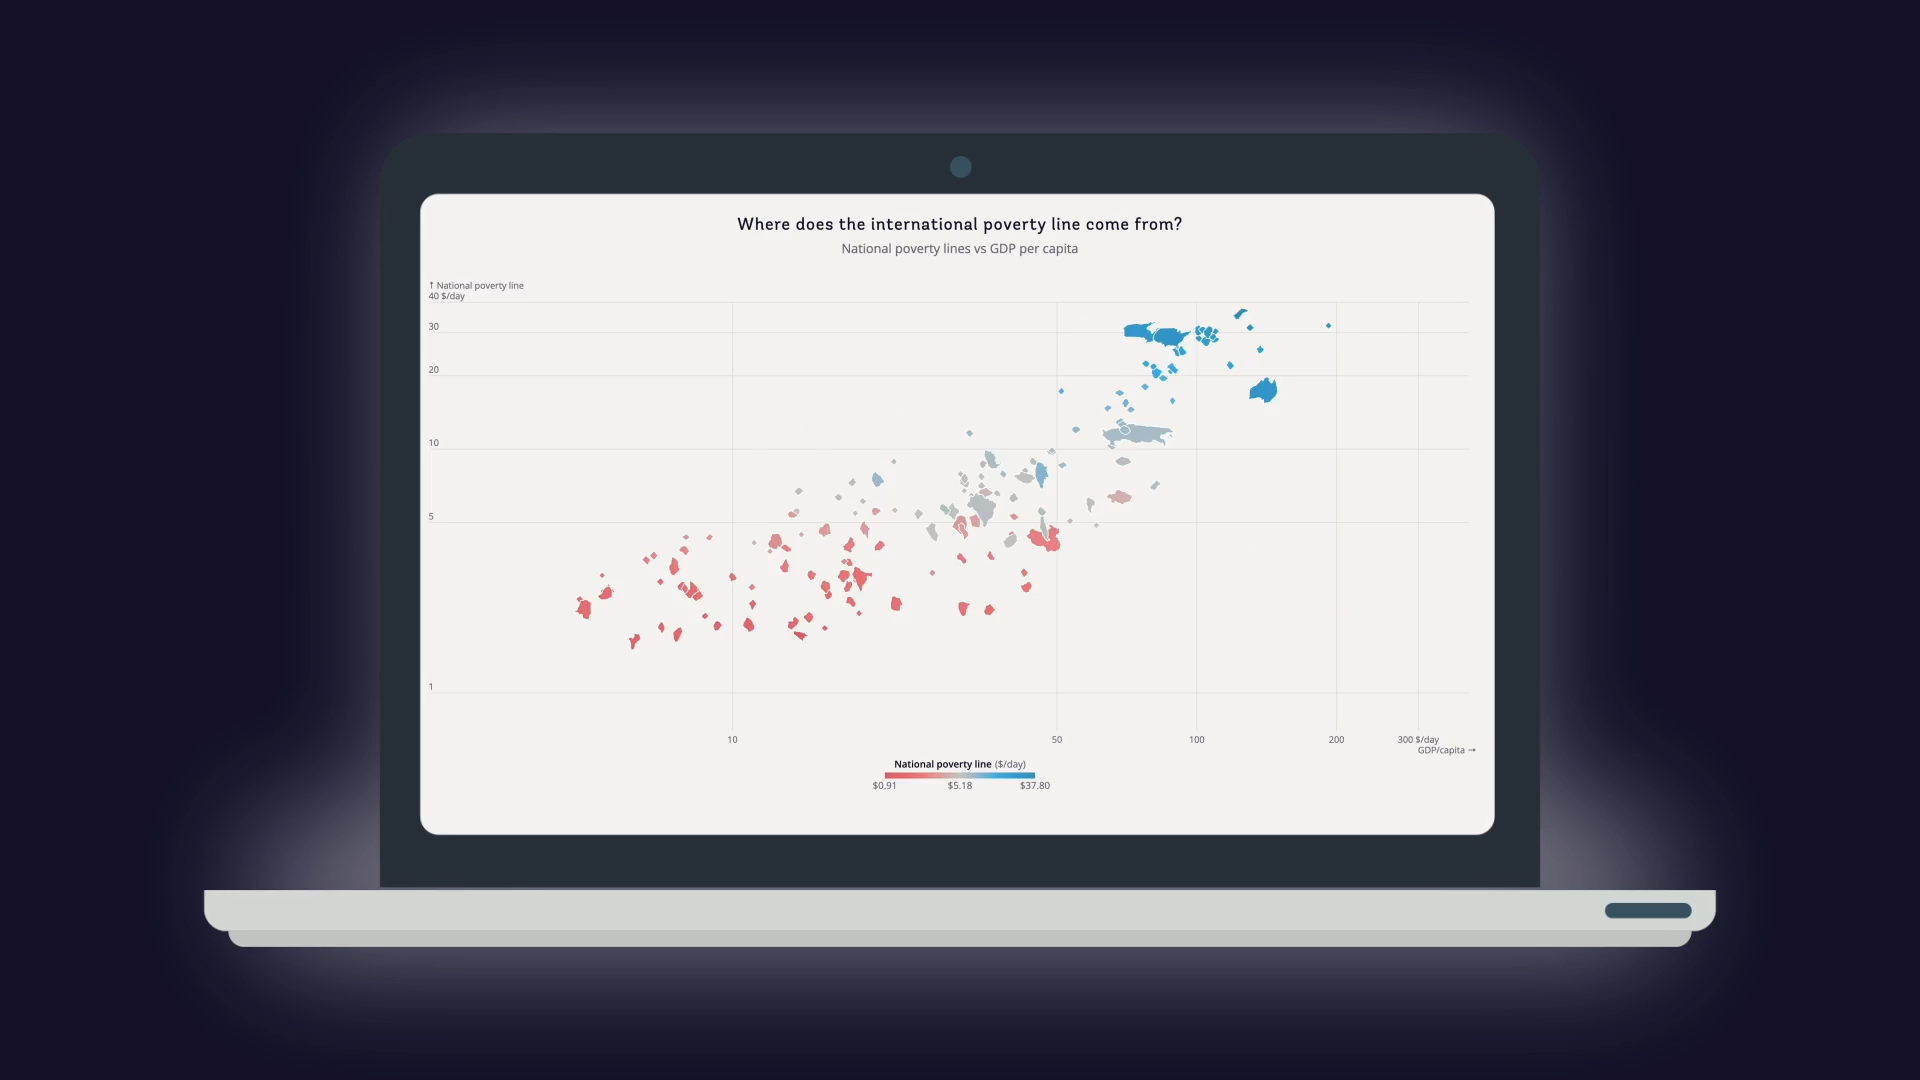 Where does the international poverty line come from?
National poverty lines vs GDP per capita
↑ National poverty line
40 $/day
30
20
10
5
1
10 50 100 200 300 $/day
GDP/capita →
National poverty line ($/day)
$0.91 $5.18 $37.80